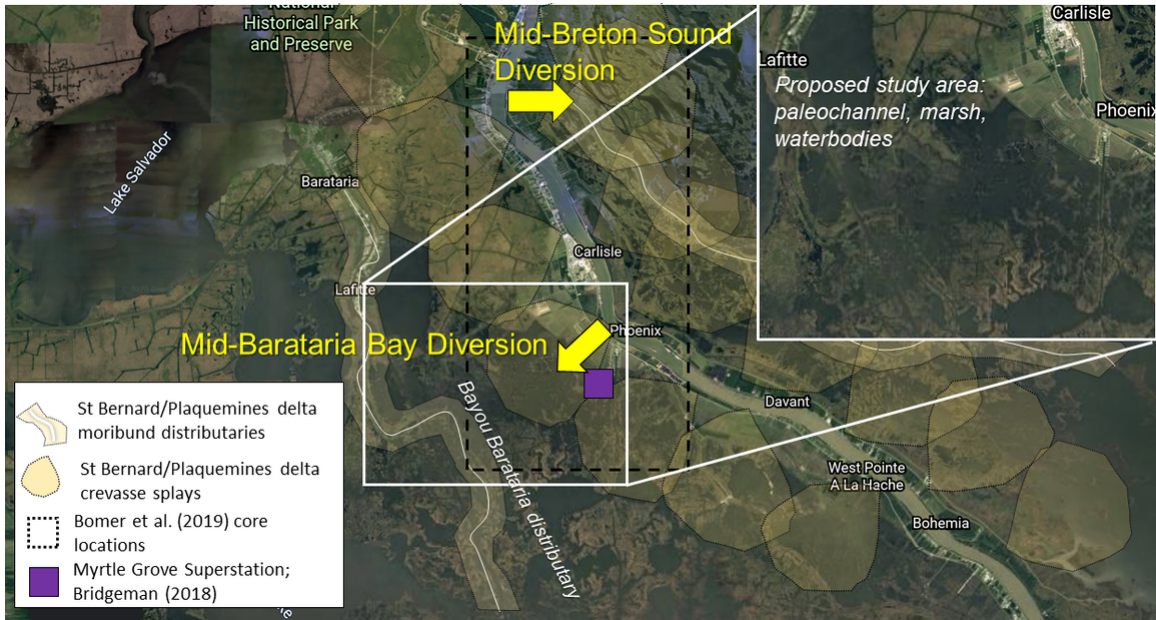 National
Historical Park
and Preserve
Mid-Breton Sound
Diversion
Carlisle
Lafitte
Proposed study area:
paleochannel, marsh,
waterbodies
Phoenix
Lake Salvador
Barataria
Carlisle
Lafitte
Mid-Barataria Bay Diversion
Phoenix
Bayou Barataria distributary
Davant
West Pointe
A La Hache
Bohemia
St Bernard/Plaquemines delta
moribund distributaries
St Bernard/Plaquemines delta
crevasse splays
Bomer et al. (2019) core
locations
Myrtle Grove Superstation;
Bridgeman (2018)